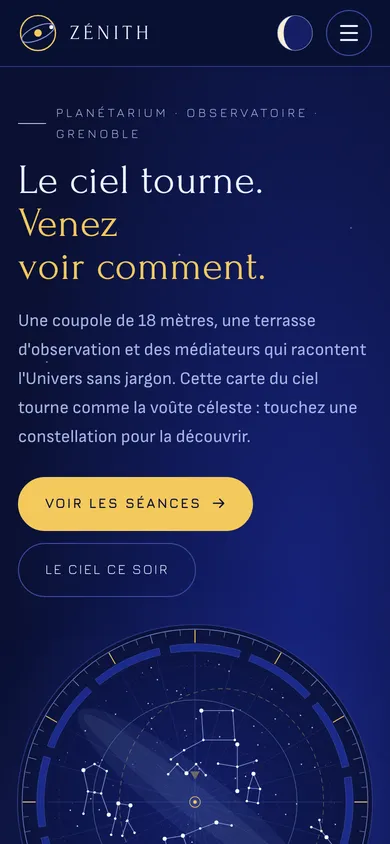 ZÉNITH
PLANÉTARIUM · OBSERVATOIRE ·
GRENOBLE
Le ciel tourne.
Venez
voir comment.
Une coupole de 18 mètres, une terrasse
d'observation et des médiateurs qui racontent
l'Univers sans jargon. Cette carte du ciel
tourne comme la voûte céleste : touchez une
constellation pour la découvrir.
VOIR LES SÉANCES →
LE CIEL CE SOIR